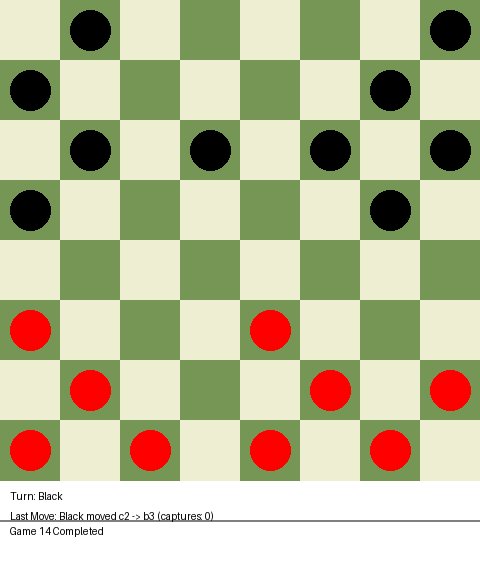 Turn: Black
Last Move: Black moved c2 -> b3 (captures: 0)
Game 14 Completed